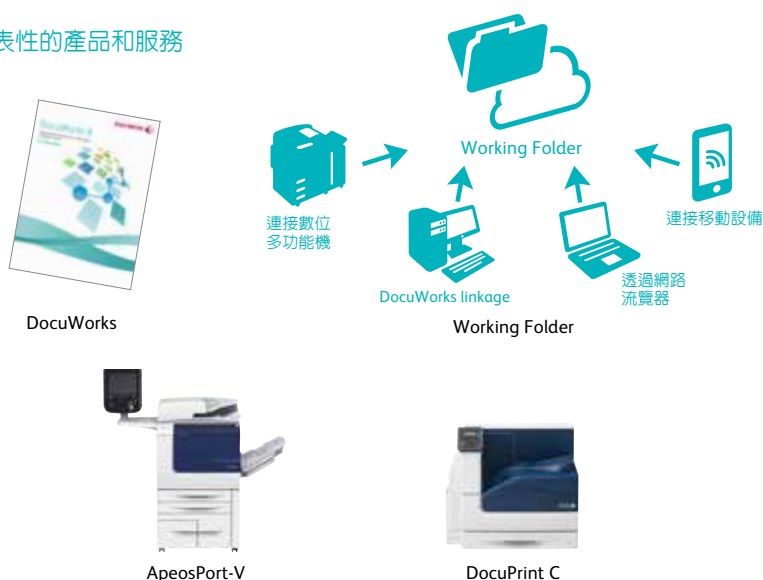 表性的產品和服務
Working Folder
連接數位
多功能機
連接移動設備
DocuWorks linkage
透過網路
流覽器
DocuWorks
Working Folder
ApeosPort-V
DocuPrint C